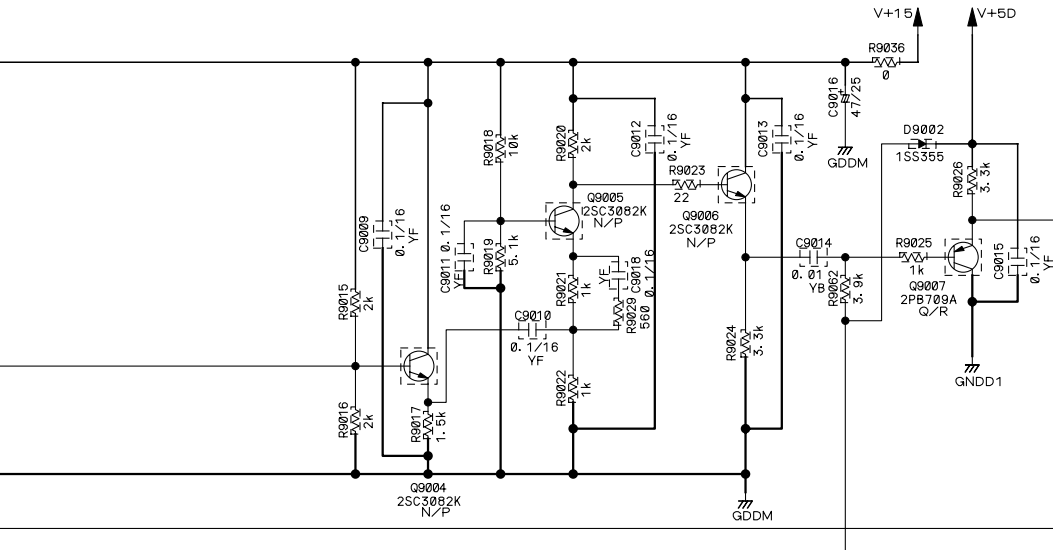 V+15
V+5D
R9036
0
C9016
47/25
+
GDDM
D9002
1SS355
R9026
3.3k
R9018
10k
R9020
2k
C9012
0.1/16
YF
C9013
0.1/16
YF
R9023
22
Q9005
2SC3082K
N/P
Q9006
2SC3082K
N/P
C9009
0.1/16
YF
C9011 0.1/16
YF
R9019
5.1k
R9021
1k
YF
C9018
0.1/16
R9029
560
C9014
0.01
YB
R9062
3.9k
R9025
1k
Q9007
2PB709A
Q/R
C9015
0.1/16
YF
R9015
2k
C9010
0.1/16
YF
R9024
3.3k
GNDD1
R9016
2k
R9017
1.5k
R9022
1k
Q9004
2SC3082K
N/P
GDDM